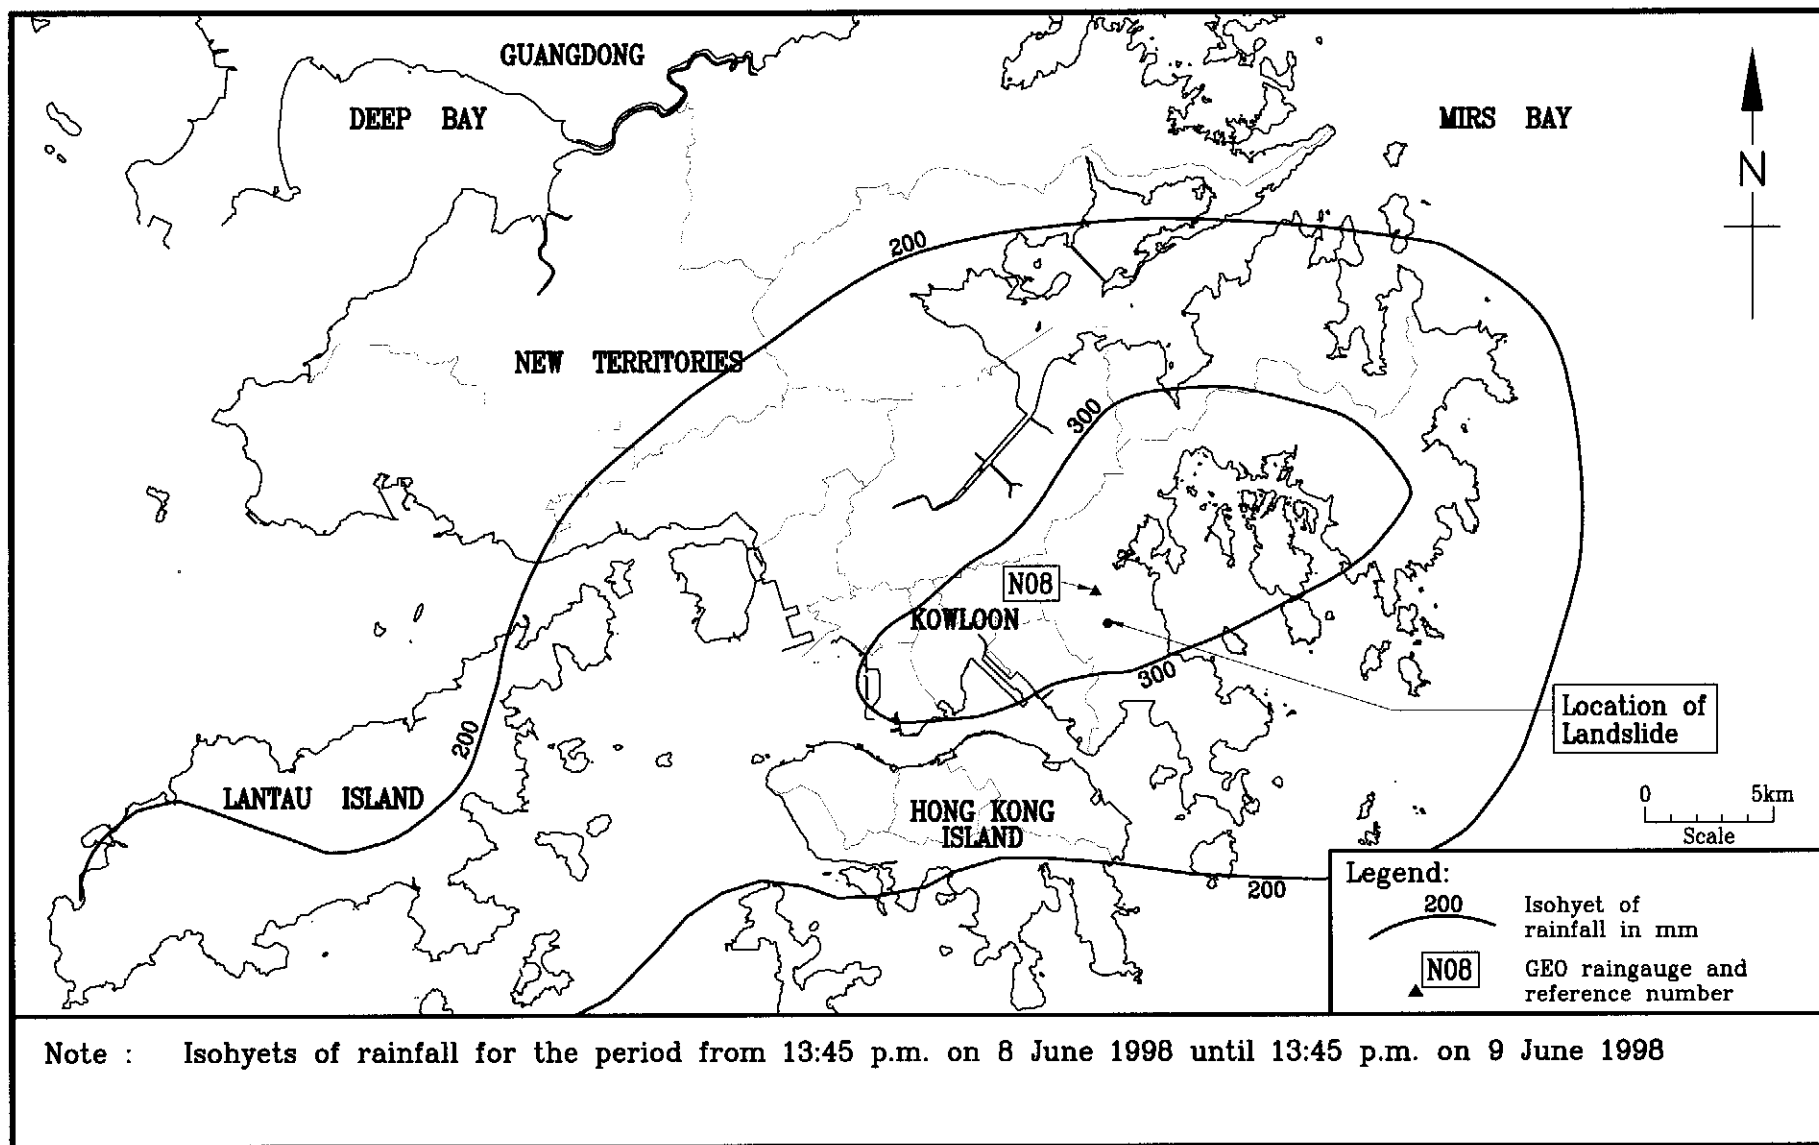 GUANGDONG
DEEP BAY
MIRS BAY
N
200
NEW TERRITORIES
300
N08
KOWLOON
300
Location of
Landslide
200
LANTAU ISLAND
HONG KONG
ISLAND
0 5km
Scale
200
Legend:
200 Isohyet of
rainfall in mm
N08 GEO raingauge and
reference number
Note : Isohyets of rainfall for the period from 13:45 p.m. on 8 June 1998 until 13:45 p.m. on 9 June 1998